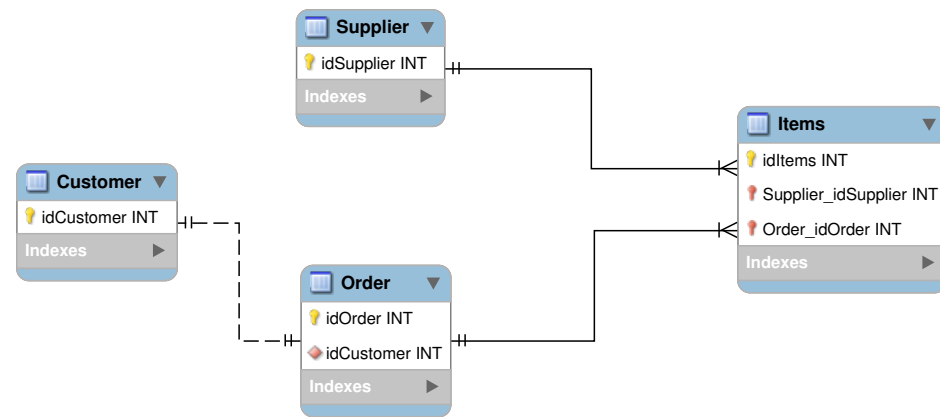 Supplier
idSupplier INT
Indexes
Items
idItems INT
Supplier_idSupplier INT
Order_idOrder INT
Indexes
Customer
idCustomer INT
Indexes
Order
idOrder INT
idCustomer INT
Indexes